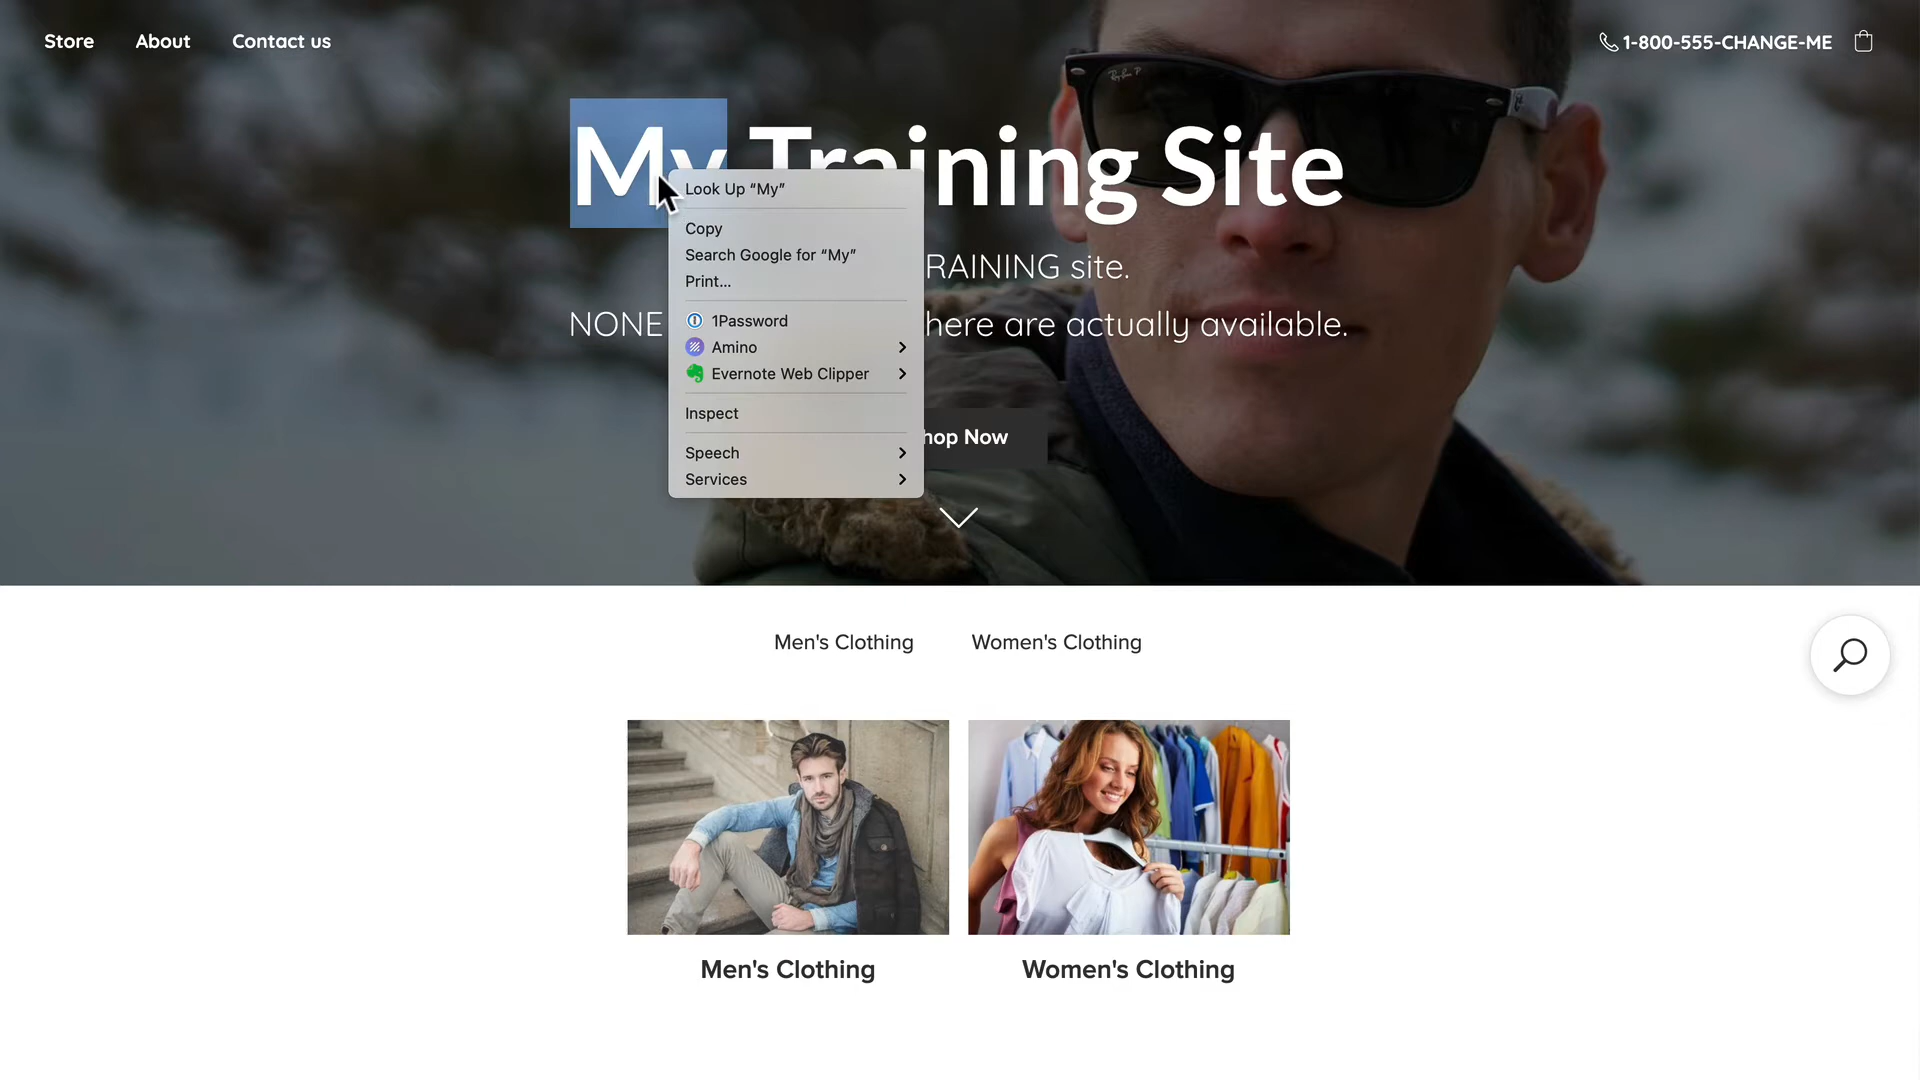 Store About Contact us 1-800-555-CHANGE-ME
Ray-Ban P
My Training Site
Look Up “My”
Copy
Search Google for “My”
Print...
RAINING site.
NONE here are actually available.
1Password
Amino
Evernote Web Clipper
Inspect
hop Now
Speech
Services
Men's Clothing Women's Clothing
Men's Clothing Women's Clothing